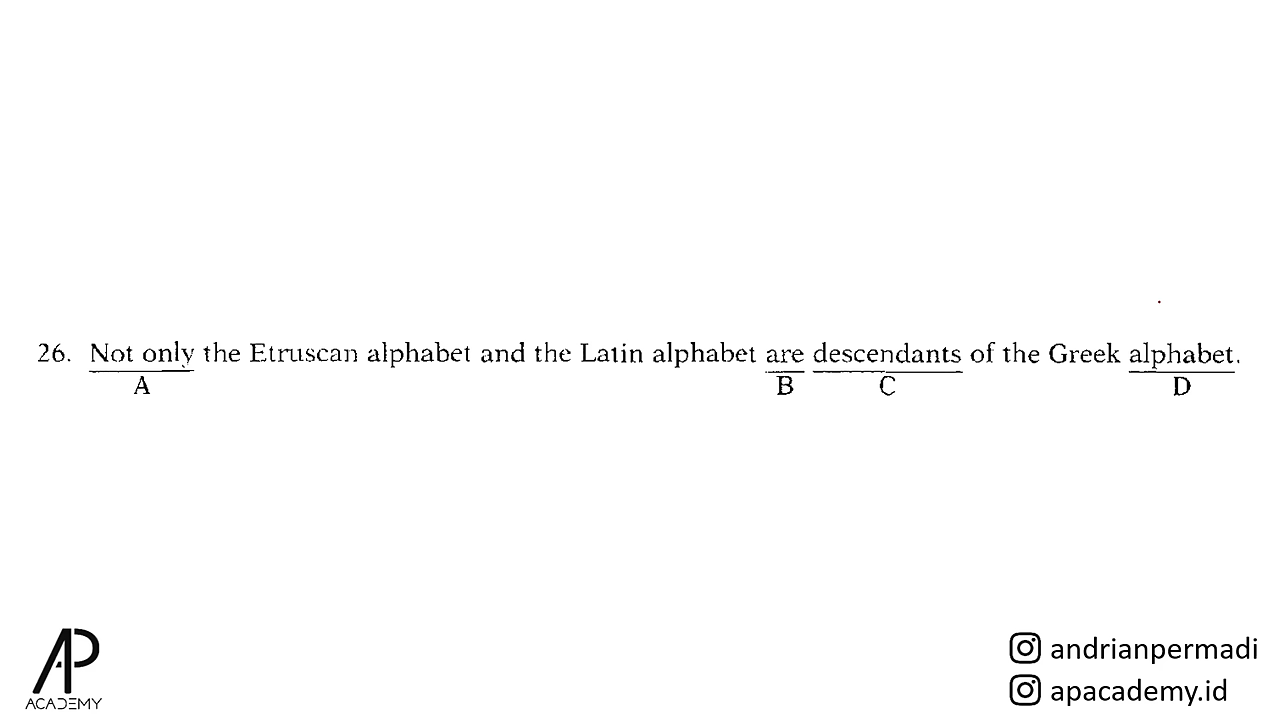 26. Not only the Etruscan alphabet and the Latin alphabet are descendants of the Greek alphabet.
A B C D
AP
ACADEMY
andrianpermadi
apacademy.id